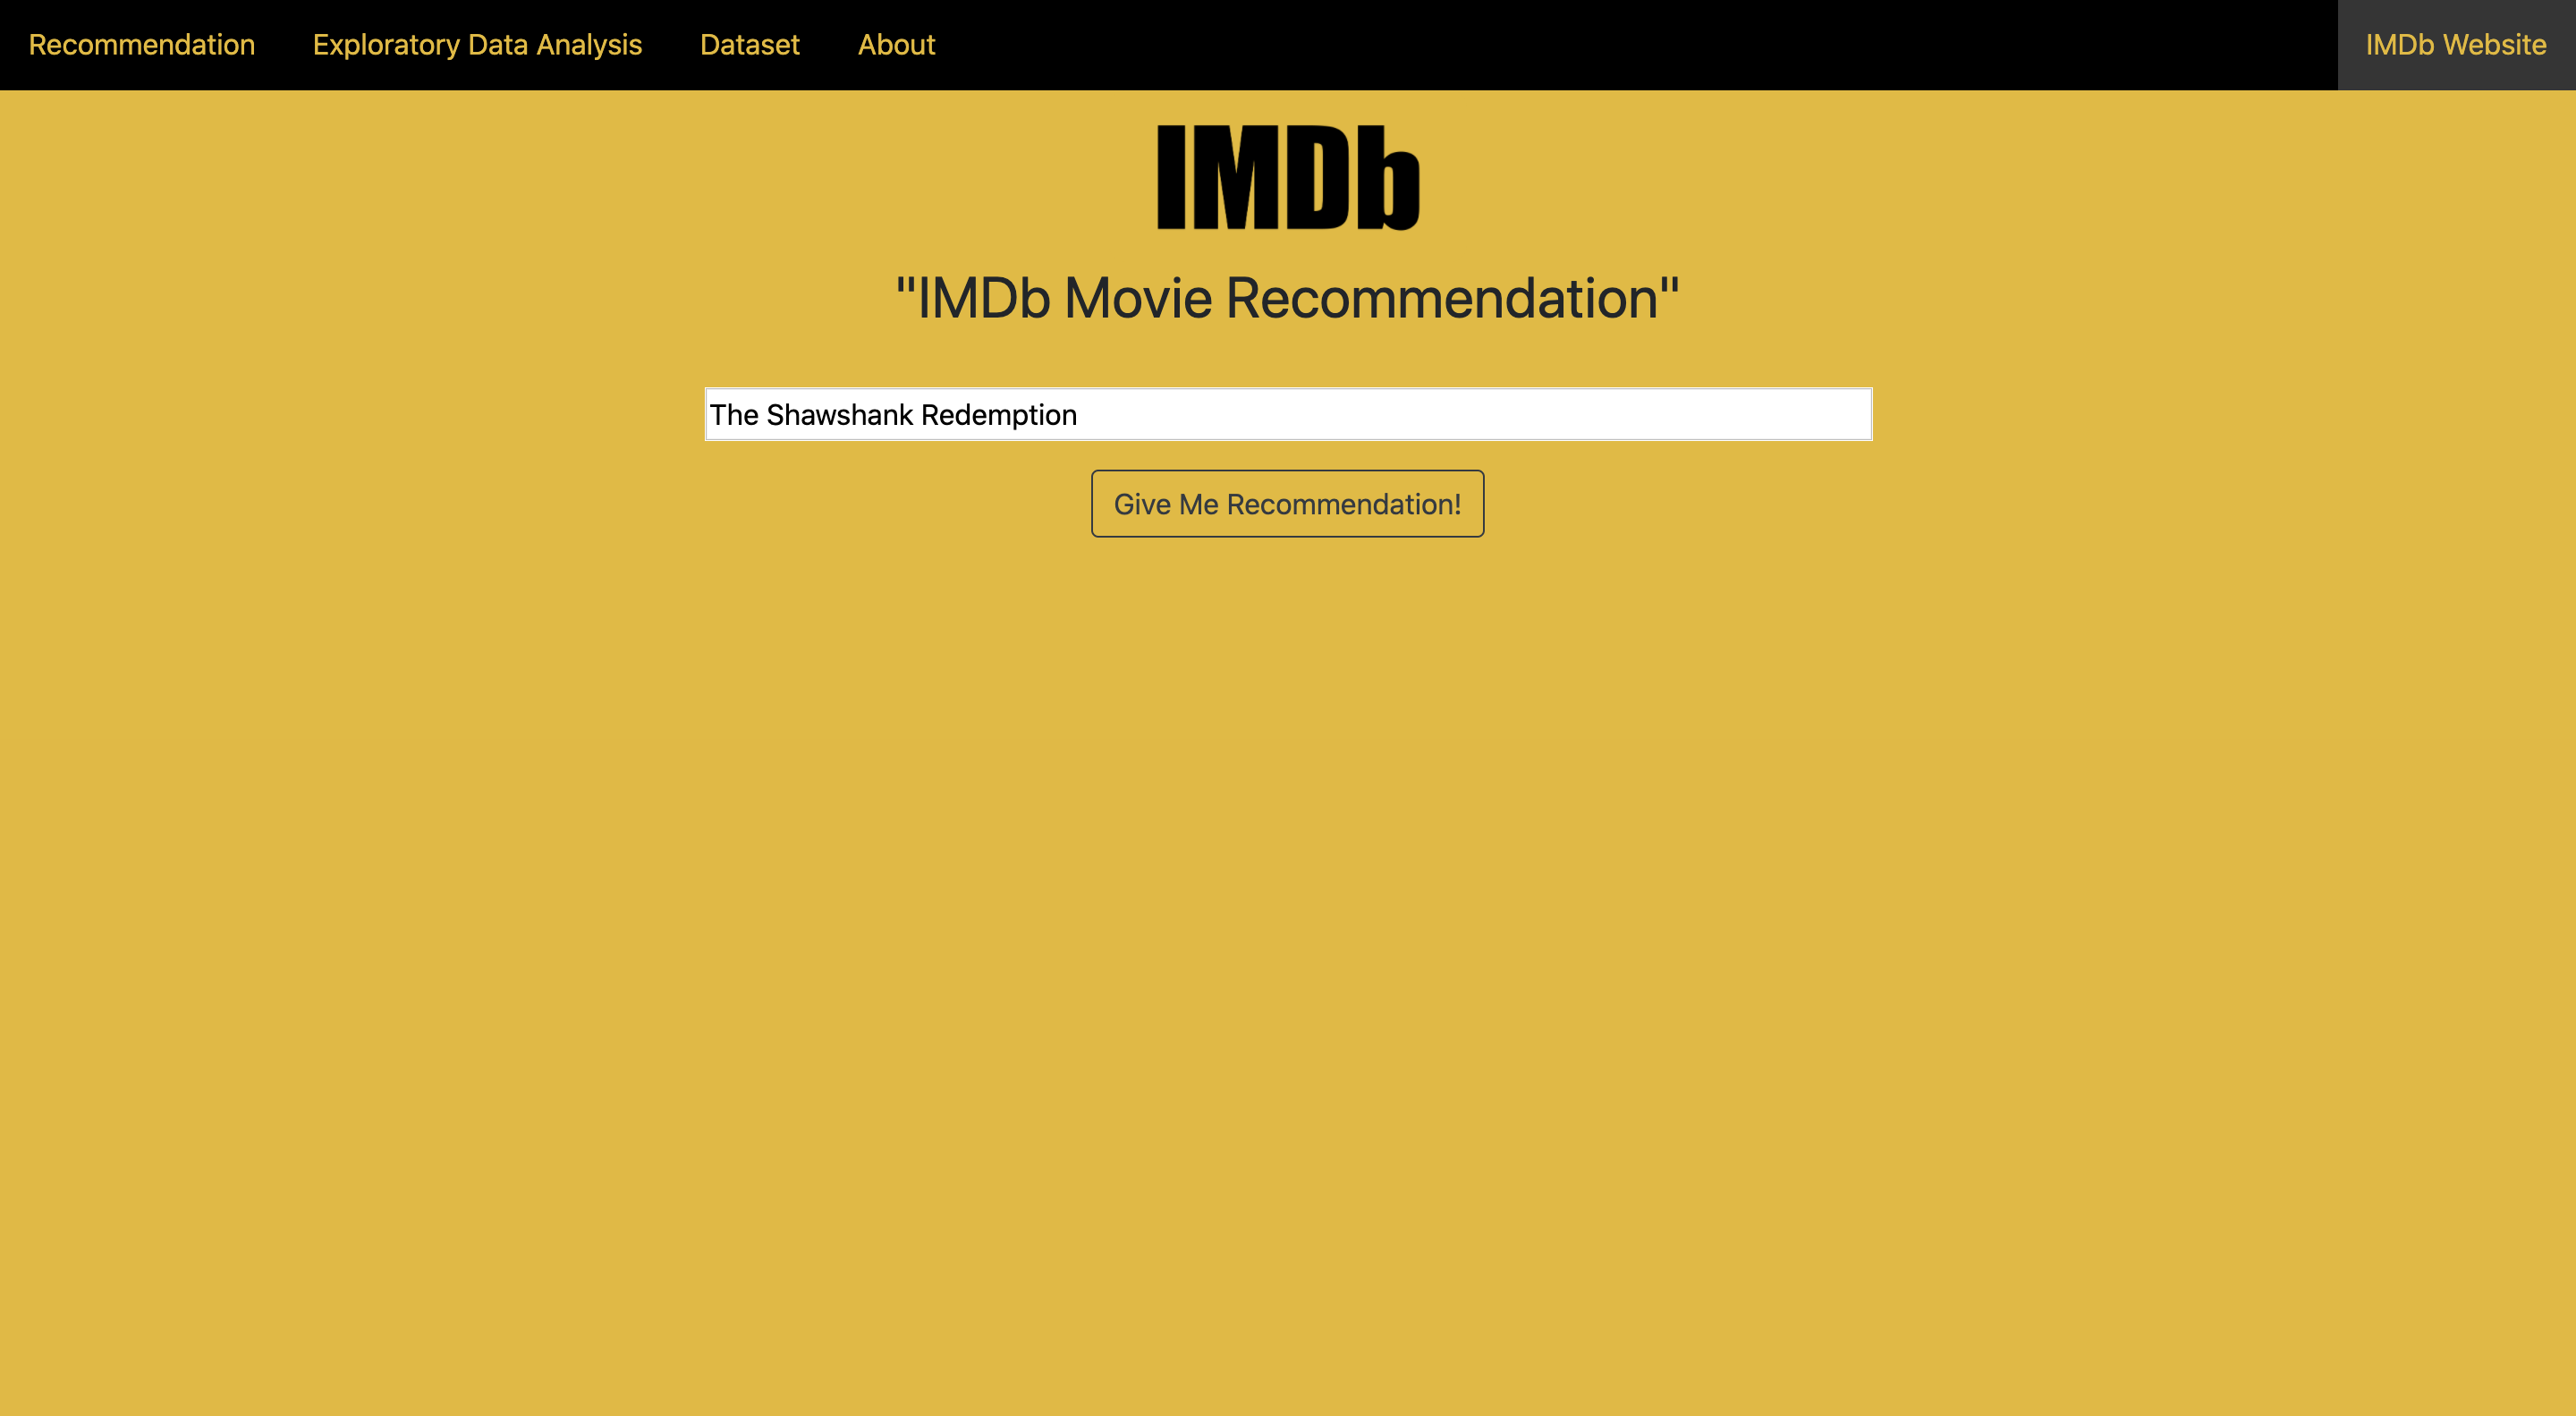 Recommendation Exploratory Data Analysis Dataset About IMDb Website
IMDb
"IMDb Movie Recommendation"
The Shawshank Redemption
Give Me Recommendation!